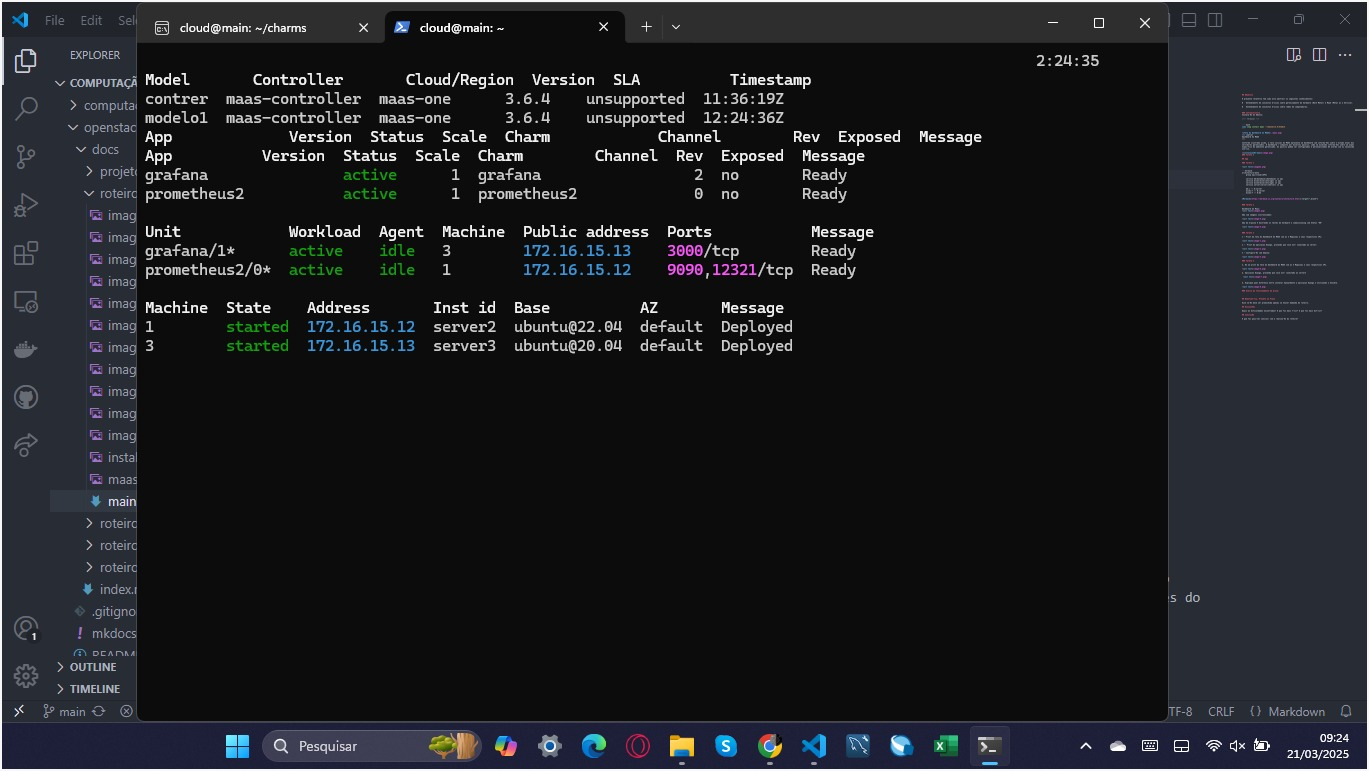 File Edit Sel
cloud@main: ~/charms
cloud@main: ~
EXPLORER
COMPUTAÇÃ
computaç
openstac
docs
projeto
roteiro
imag
imag
imag
imag
imag
imag
imag
imag
imag
imag
imag
instal
maas
main
roteiro
roteiro
roteiro
index.r
.gitigno
mkdocs
README
OUTLINE
TIMELINE
2:24:35
Model Controller Cloud/Region Version SLA Timestamp
contrer maas-controller maas-one 3.6.4 unsupported 11:36:19Z
modelo1 maas-controller maas-one 3.6.4 unsupported 12:24:36Z
App Version Status Scale Charm Channel Rev Exposed Message
App Version Status Scale Charm Channel Rev Exposed Message
grafana active 1 grafana 2 no Ready
prometheus2 active 1 prometheus2 0 no Ready
Unit Workload Agent Machine Public address Ports Message
grafana/1* active idle 3 172.16.15.13 3000/tcp Ready
prometheus2/0* active idle 1 172.16.15.12 9090,12321/tcp Ready
Machine State Address Inst id Base AZ Message
1 started 172.16.15.12 server2 ubuntu@22.04 default Deployed
3 started 172.16.15.13 server3 ubuntu@20.04 default Deployed
s do
main
TF-8 CRLF {} Markdown
Pesquisar
09:24
21/03/2025